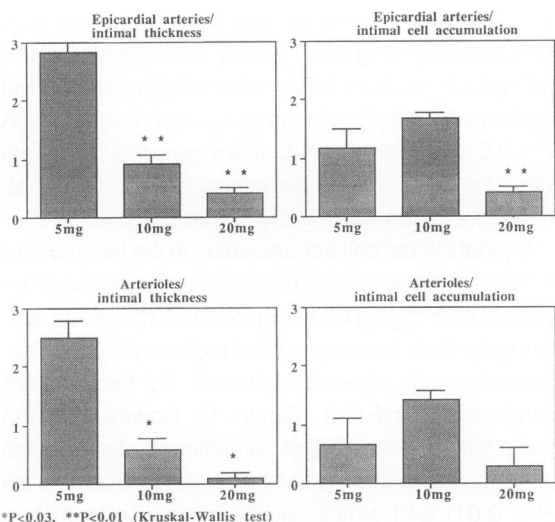 Epicardial arteries/
intimal thickness
3
2
1
0
* *
* *
5mg 10mg 20mg
Epicardial arteries/
intimal cell accumulation
3
2
1
0
* *
5mg 10mg 20mg
Arterioles/
intimal thickness
3
2
1
0
*
*
5mg 10mg 20mg
Arterioles/
intimal cell accumulation
3
2
1
0
5mg 10mg 20mg
*P<0.03, **P<0.01 (Kruskal-Wallis test)